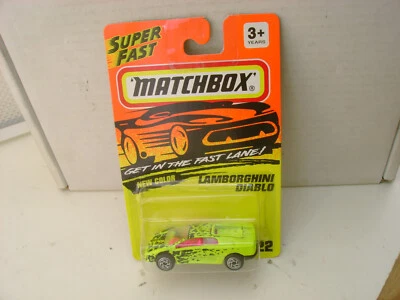 SUPER
FAST
3+
YEARS
'MATCHBOX'
®
GET IN THE FAST LANE!
NEW COLOR
LAMBORGHINI
DIABLO
22